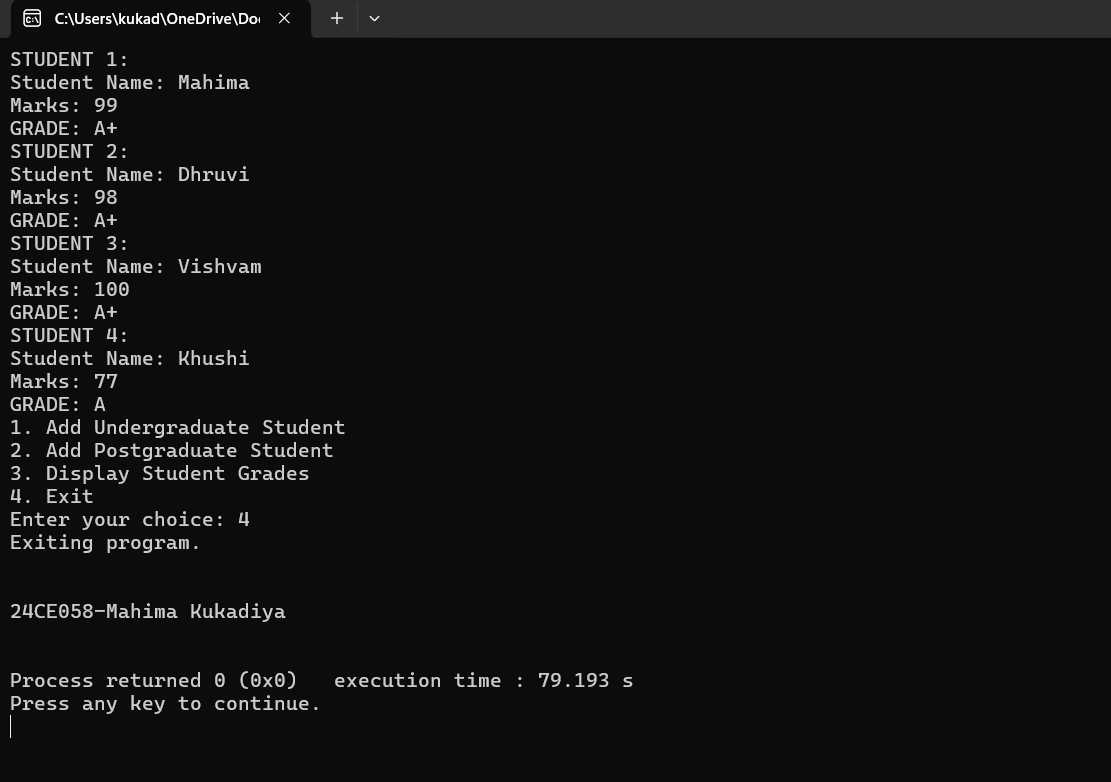 C:\Users\kukad\OneDrive\Do
STUDENT 1:
Student Name: Mahima
Marks: 99
GRADE: A+
STUDENT 2:
Student Name: Dhruvi
Marks: 98
GRADE: A+
STUDENT 3:
Student Name: Vishvam
Marks: 100
GRADE: A+
STUDENT 4:
Student Name: Khushi
Marks: 77
GRADE: A
1. Add Undergraduate Student
2. Add Postgraduate Student
3. Display Student Grades
4. Exit
Enter your choice: 4
Exiting program.
24CE058-Mahima Kukadiya
Process returned 0 (0x0)   execution time : 79.193 s
Press any key to continue.